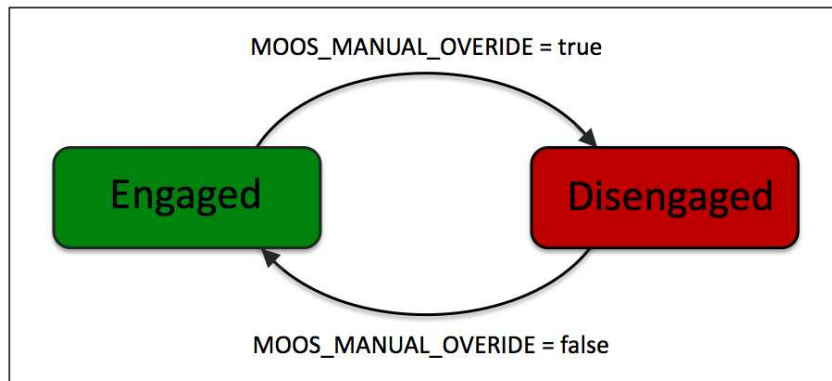 MOOS_MANUAL_OVERIDE = true
Engaged
Disengaged
MOOS_MANUAL_OVERIDE = false